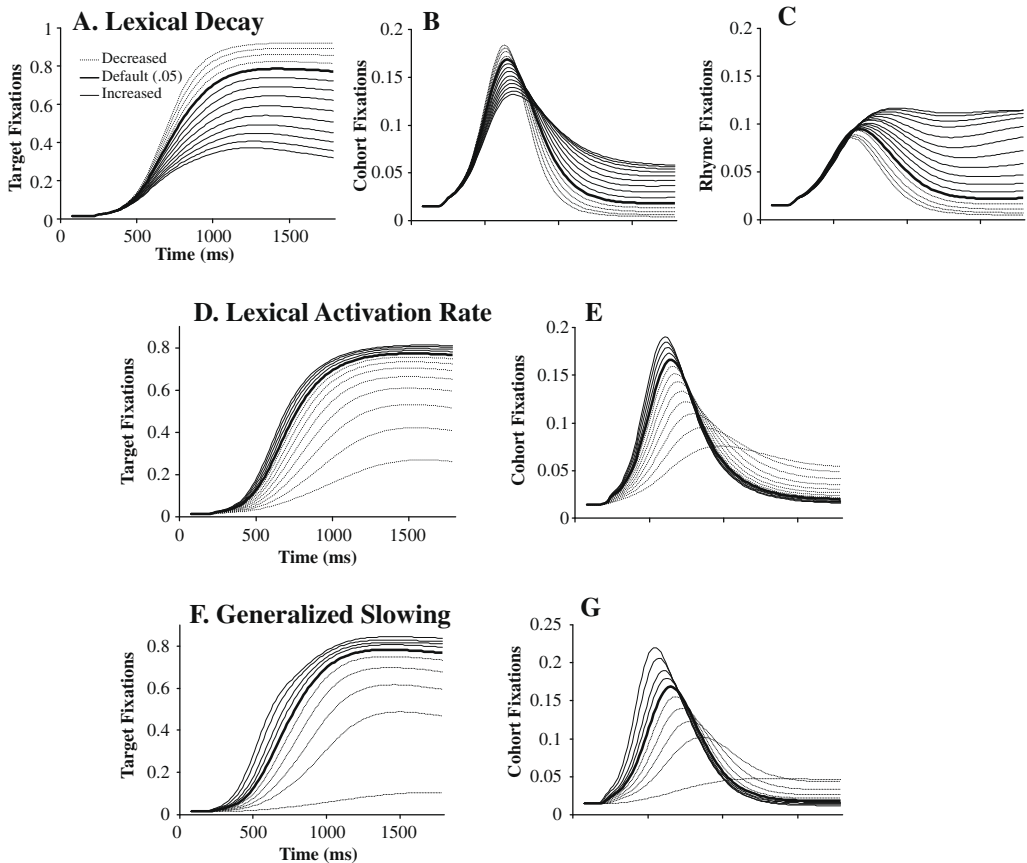 A. Lexical Decay
B
C
Target Fixations
1
0.8
0.6
0.4
0.2
0
Decreased
Default (.05)
Increased
0
500
1000
1500
Time (ms)
Cohort Fixations
0.2
0.15
0.1
0.05
0
Rhyme Fixations
0.2
0.15
0.1
0.05
0
D. Lexical Activation Rate
E
Target Fixations
0.8
0.6
0.4
0.2
0
0
500
1000
1500
Time (ms)
Cohort Fixations
0.2
0.15
0.1
0.05
0
F. Generalized Slowing
G
Target Fixations
0.8
0.6
0.4
0.2
0
0
500
1000
1500
Time (ms)
Cohort Fixations
0.25
0.2
0.15
0.1
0.05
0